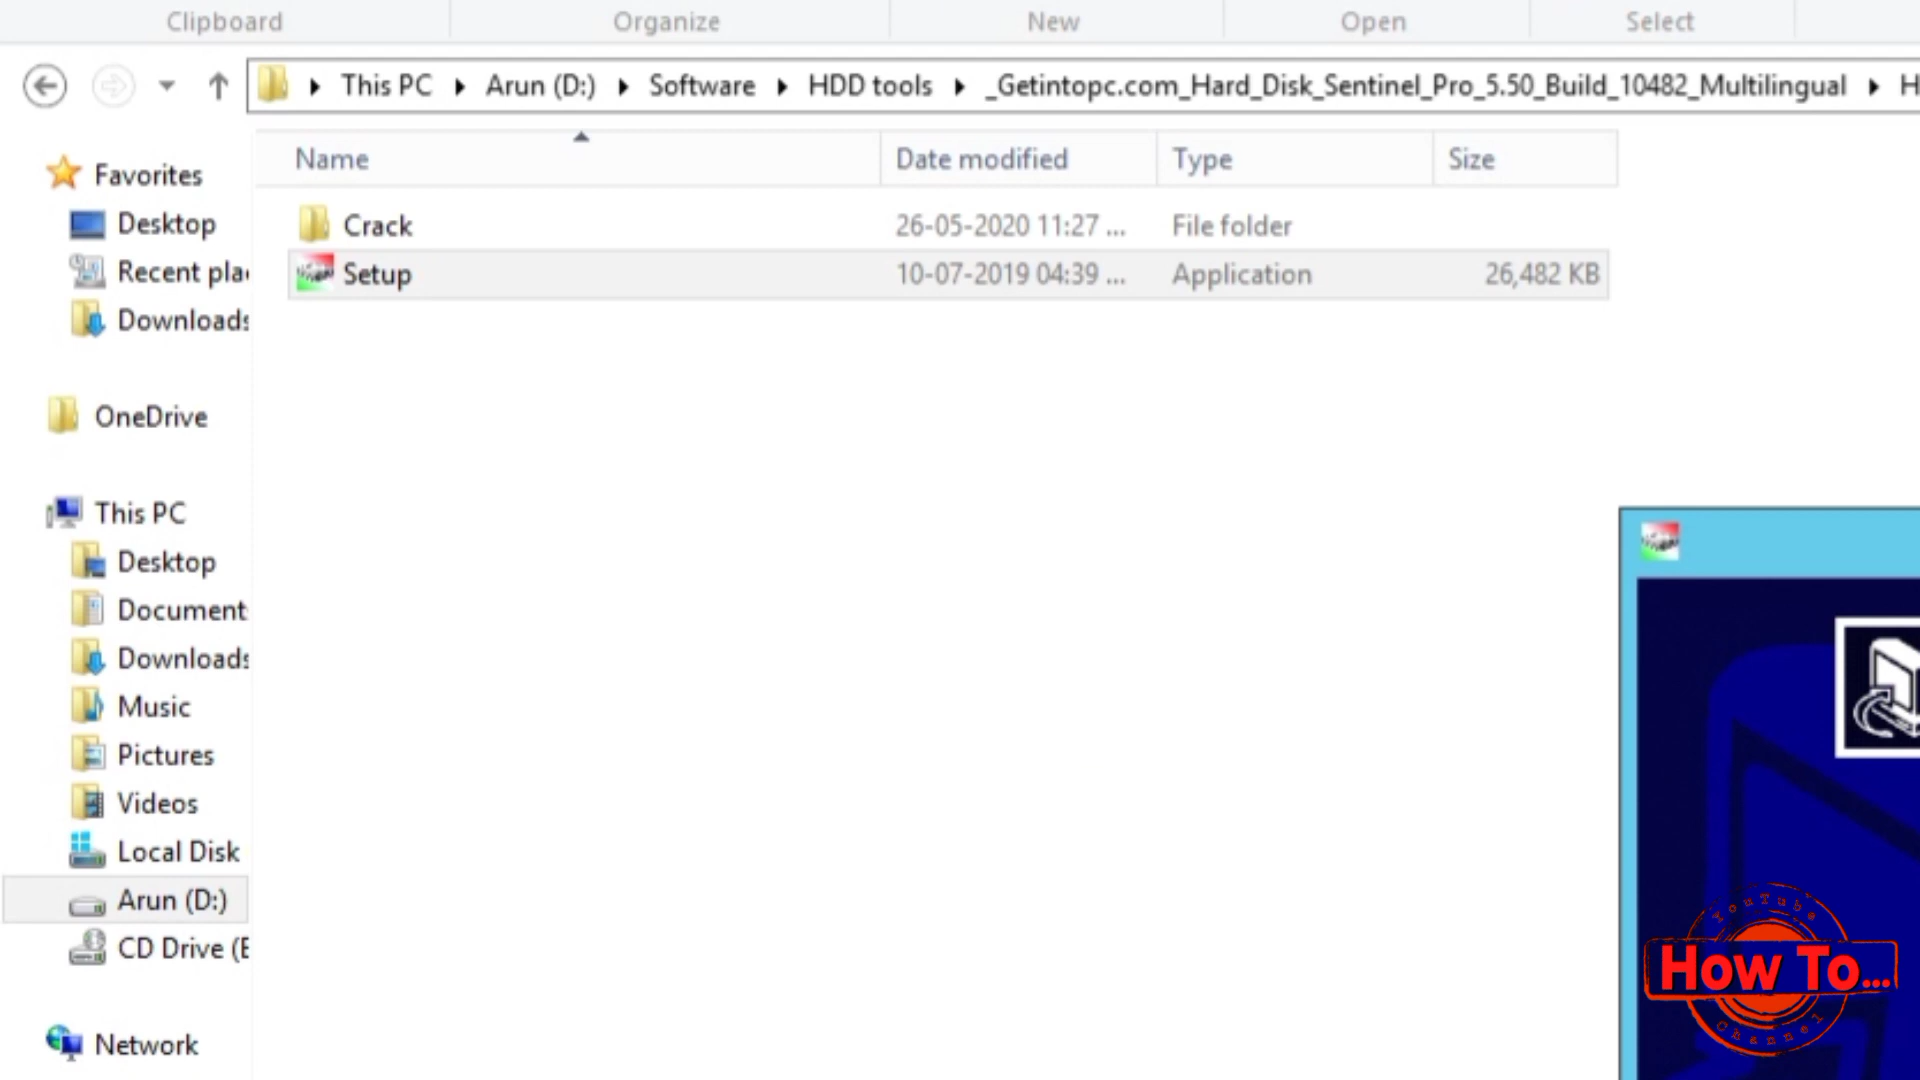 Clipboard Organize New Open Select
This PC Arun (D:) Software HDD tools _Getintopc.com_Hard_Disk_Sentinel_Pro_5.50_Build_10482_Multilingual H
Name Date modified Type Size
Crack 26-05-2020 11:27 ... File folder
Setup 10-07-2019 04:39 ... Application 26,482 KB
Favorites
Desktop
Recent plac
Downloads
OneDrive
This PC
Desktop
Document
Downloads
Music
Pictures
Videos
Local Disk
Arun (D:)
CD Drive (E
Network
YouTube
How To...
Channel